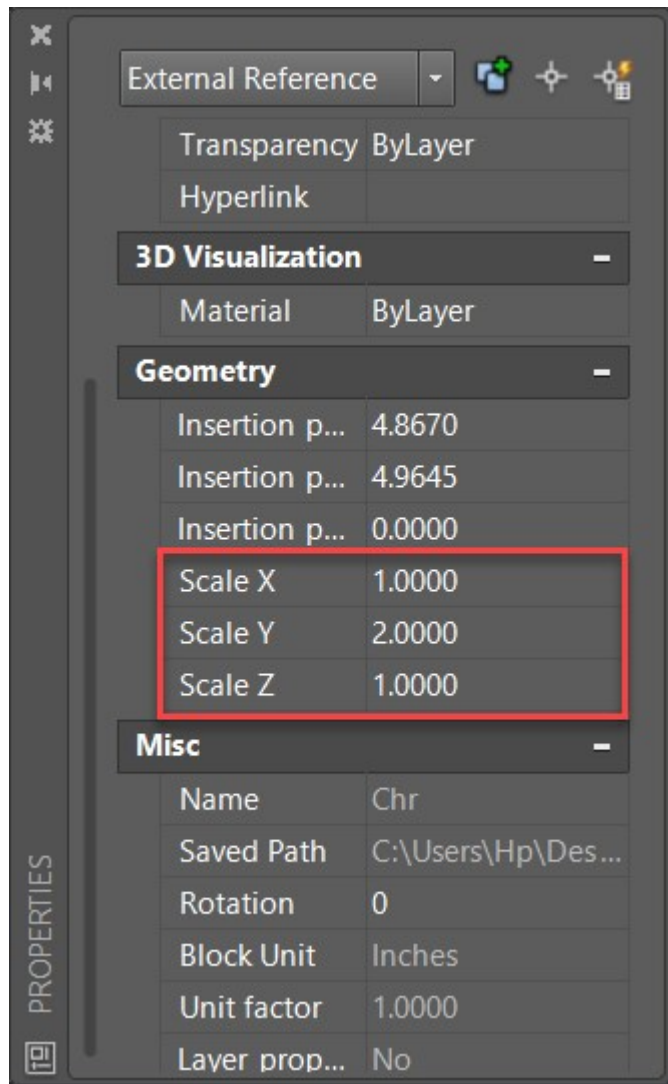 External Reference
Transparency ByLayer
Hyperlink
3D Visualization
Material ByLayer
Geometry
Insertion p... 4.8670
Insertion p... 4.9645
Insertion p... 0.0000
Scale X 1.0000
Scale Y 2.0000
Scale Z 1.0000
Misc
Name Chr
Saved Path C:\Users\Hp\Des...
Rotation 0
Block Unit Inches
Unit factor 1.0000
Layer prop... No
PROPERTIES